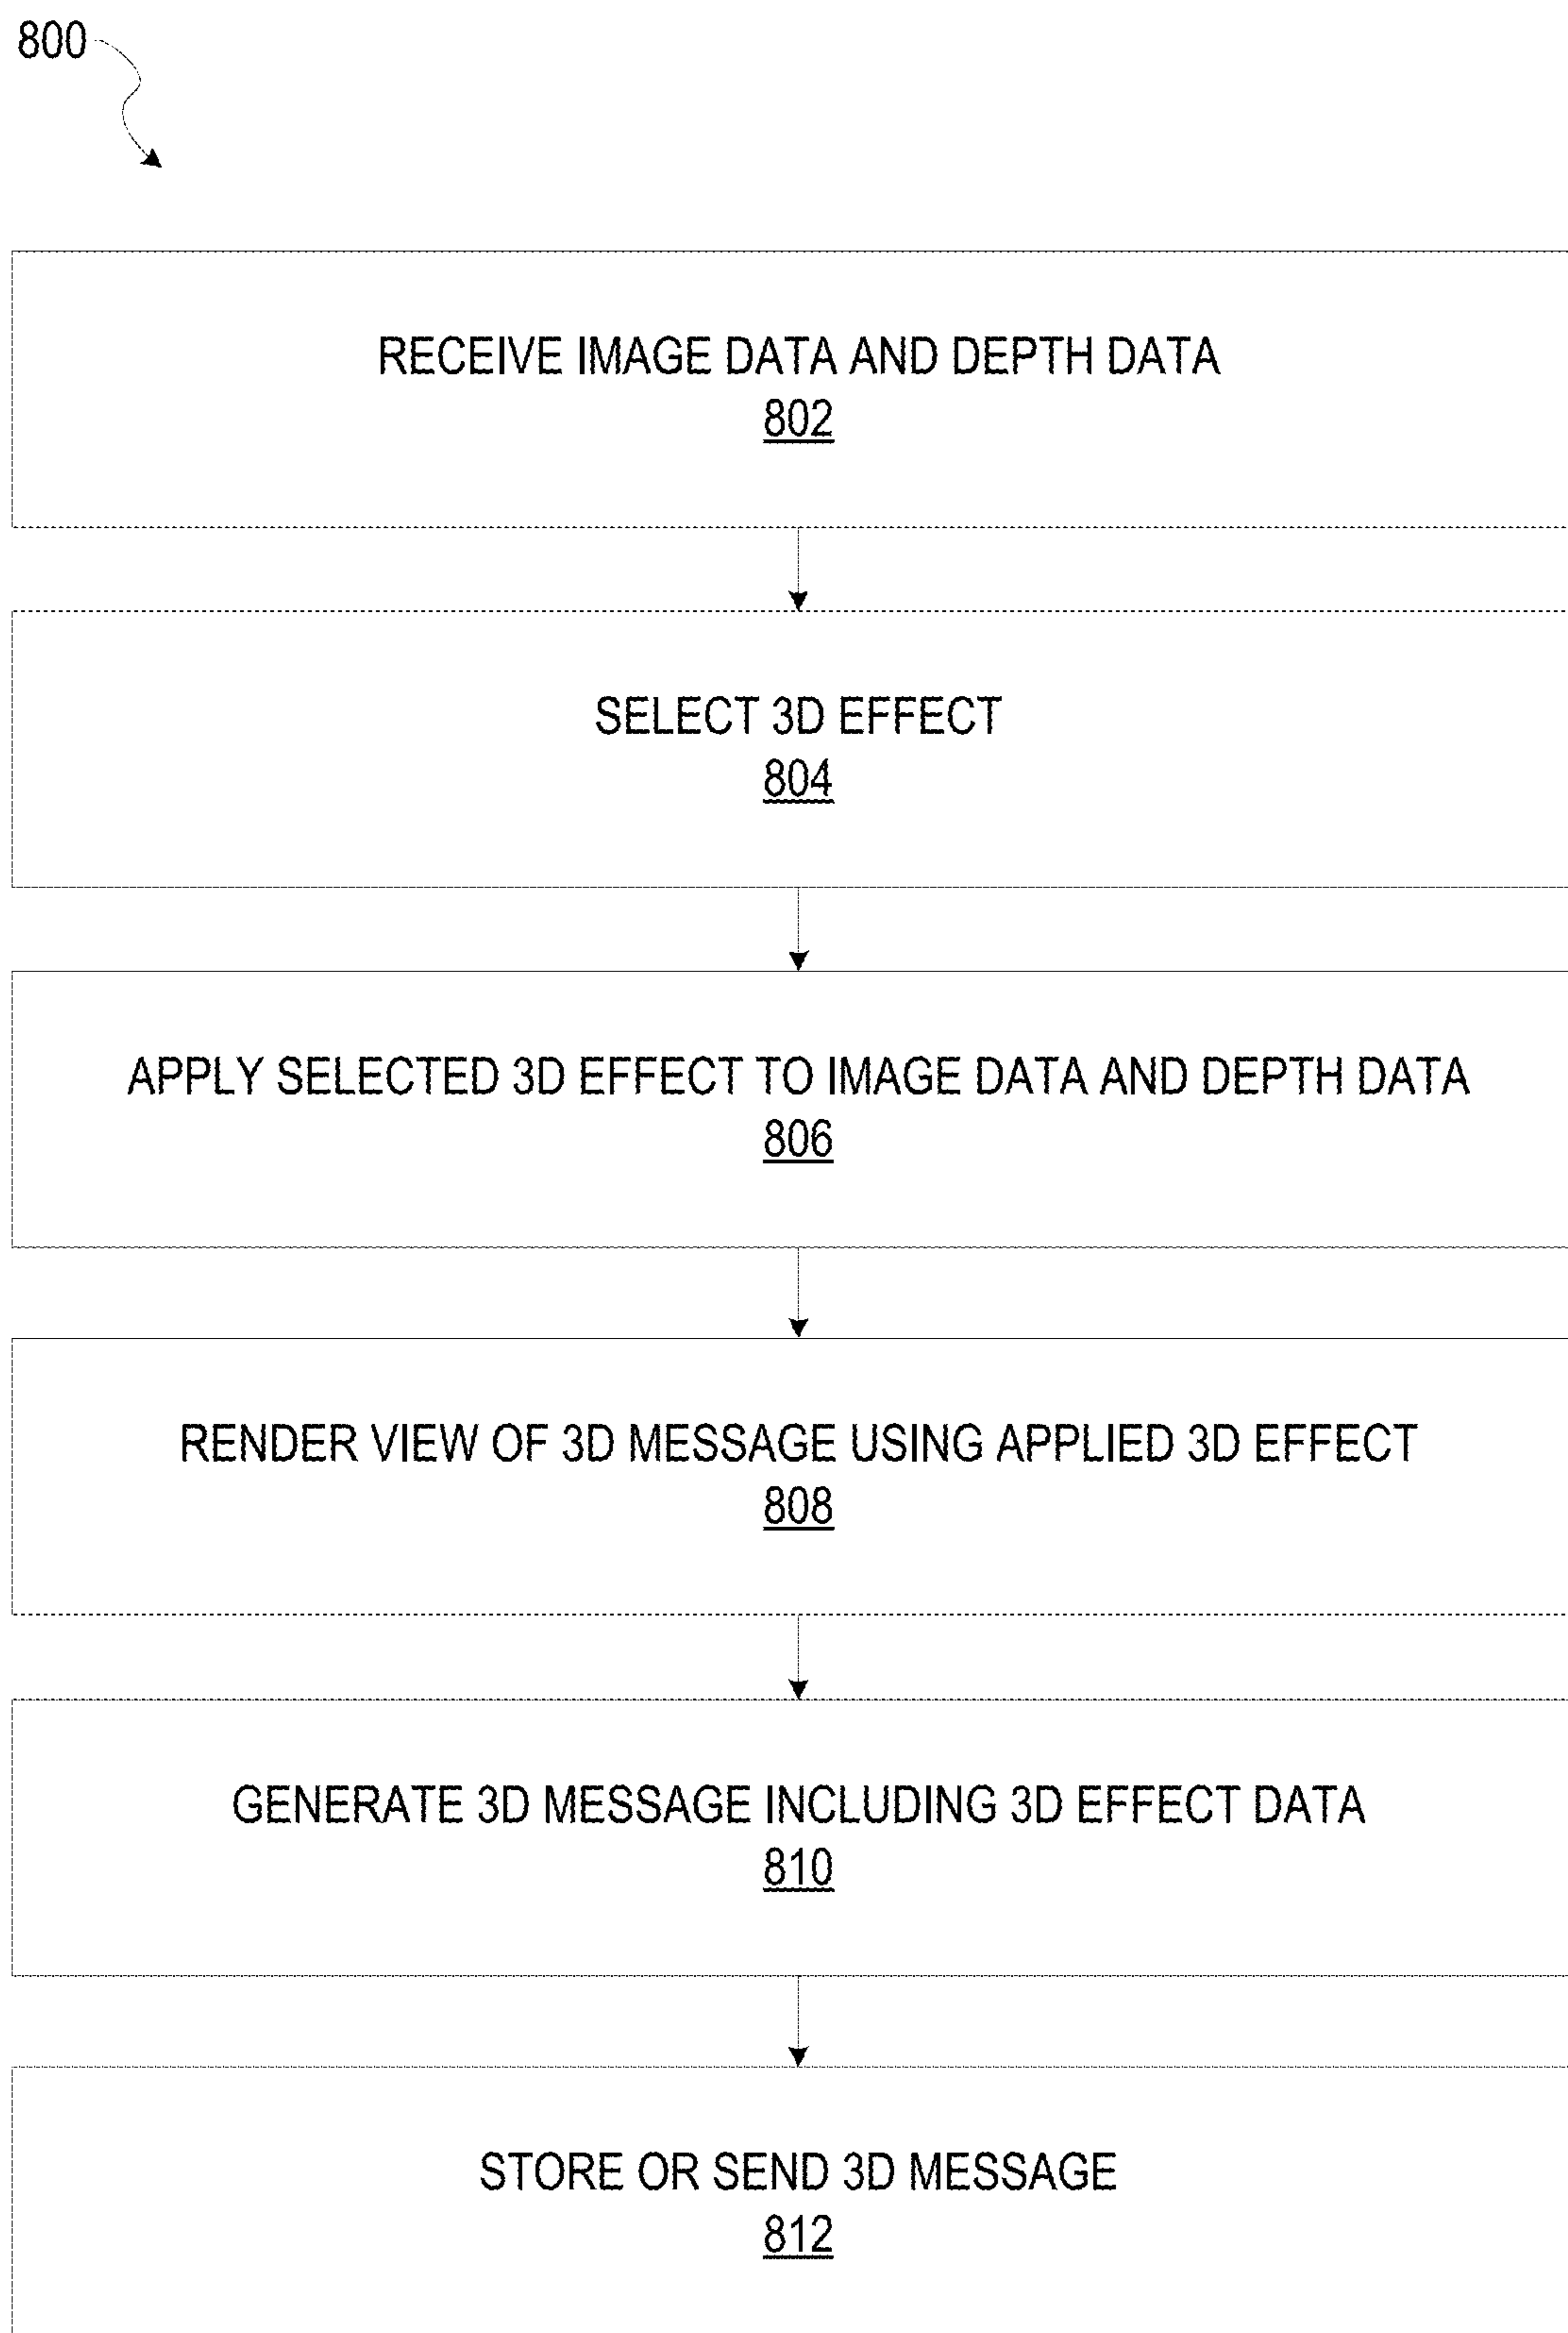 800
RECEIVE IMAGE DATA AND DEPTH DATA
802
SELECT 3D EFFECT
804
APPLY SELECTED 3D EFFECT TO IMAGE DATA AND DEPTH DATA
806
RENDER VIEW OF 3D MESSAGE USING APPLIED 3D EFFECT
808
GENERATE 3D MESSAGE INCLUDING 3D EFFECT DATA
810
STORE OR SEND 3D MESSAGE
812